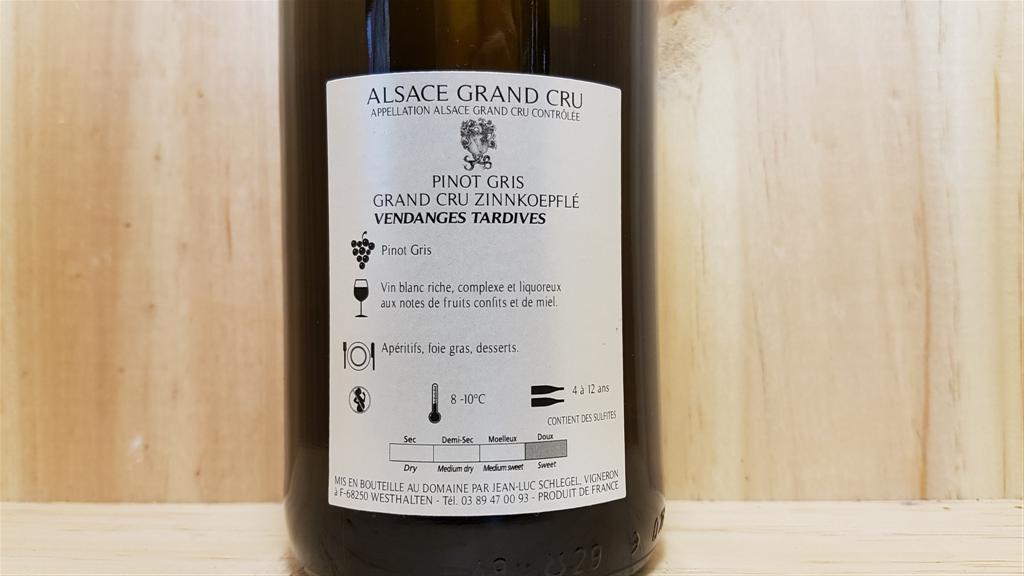 ALSACE GRAND CRU
APPELLATION ALSACE GRAND CRU CONTRÔLÉE
PINOT GRIS
GRAND CRU ZINNKOEPFLÉ
VENDANGES TARDIVES
Pinot Gris
Vin blanc riche, complexe et liquoreux
aux notes de fruits confits et de miel.
Apéritifs, foie gras, desserts.
8 -10°C
4 à 12 ans
CONTIENT DES SULFITES
Sec Demi-Sec Moelleux Doux
Dry Medium dry Medium sweet Sweet
MIS EN BOUTEILLE AU DOMAINE PAR JEAN-LUC SCHLEGEL, VIGNERON
à F-68250 WESTHALTEN - Tél. 03 89 47 00 93 - PRODUIT DE FRANCE